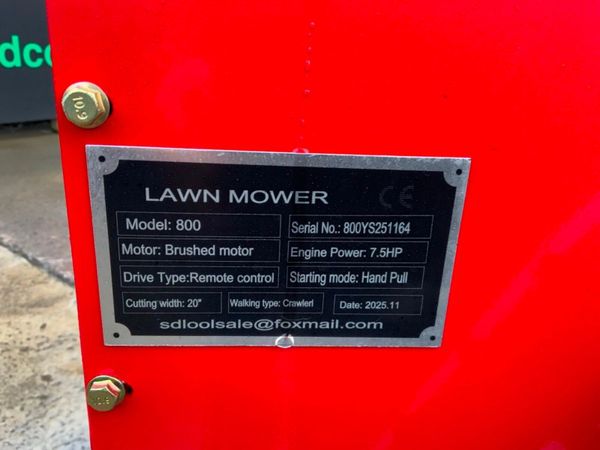 dco
10.9
LAWN MOWER CE
Model: 800
Serial No.: 800YS251164
Motor: Brushed motor
Engine Power: 7.5HP
Drive Type:Remote control
Starting mode: Hand Pull
Cutting width: 20"
Walking type: Crawlerl
Date: 2025.11
sdloolsale@foxmail.com